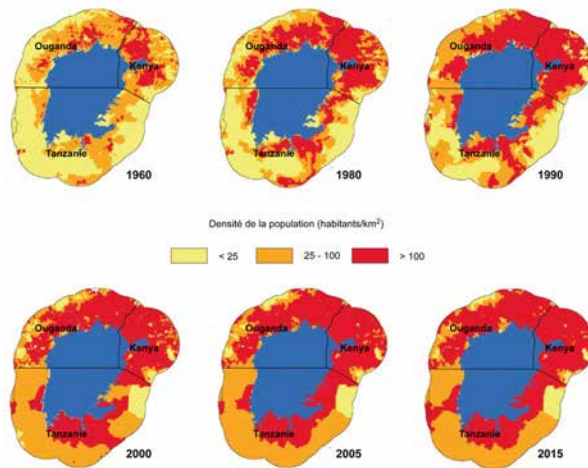 Ouganda
Kenya
Tanzanie
1960
Ouganda
Kenya
Tanzanie
1980
Ouganda
Kenya
Tanzanie
1990
Densité de la population (habitants/km²)
< 25
25 - 100
> 100
Ouganda
Kenya
Tanzanie
2000
Ouganda
Kenya
Tanzanie
2005
Ouganda
Kenya
Tanzanie
2015